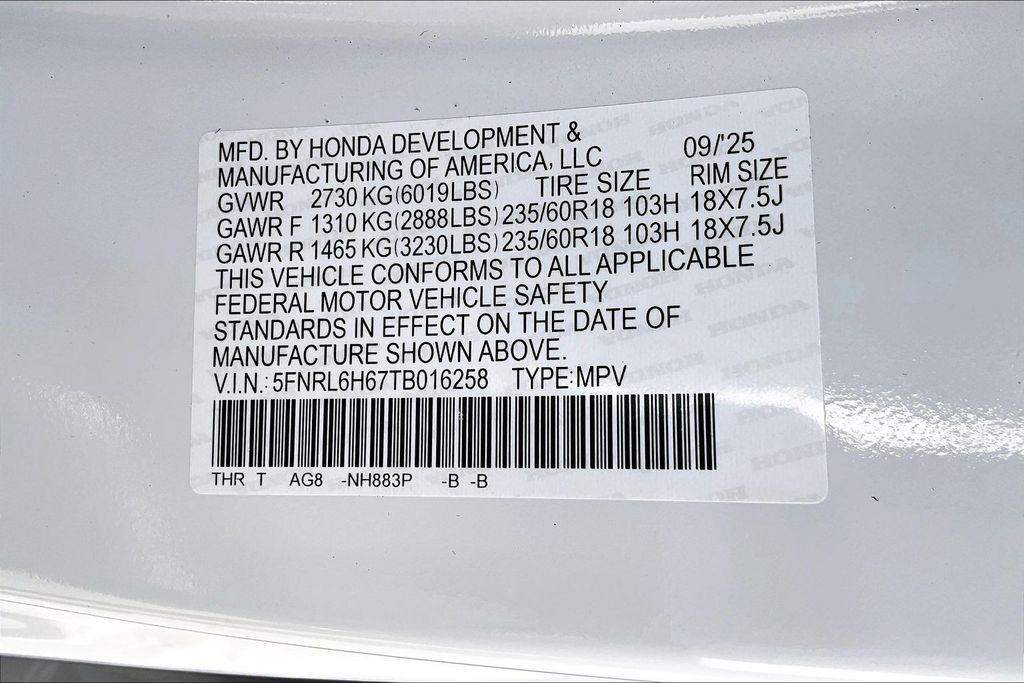 MFD. BY HONDA DEVELOPMENT &
MANUFACTURING OF AMERICA, LLC 09/'25
GVWR 2730 KG(6019LBS) TIRE SIZE RIM SIZE
GAWR F 1310 KG(2888LBS) 235/60R18 103H 18X7.5J
GAWR R 1465 KG(3230LBS) 235/60R18 103H 18X7.5J
THIS VEHICLE CONFORMS TO ALL APPLICABLE
FEDERAL MOTOR VEHICLE SAFETY
STANDARDS IN EFFECT ON THE DATE OF
MANUFACTURE SHOWN ABOVE.
V.I.N.: 5FNRL6H67TB016258 TYPE:MPV
THR T AG8 -NH883P -B -B